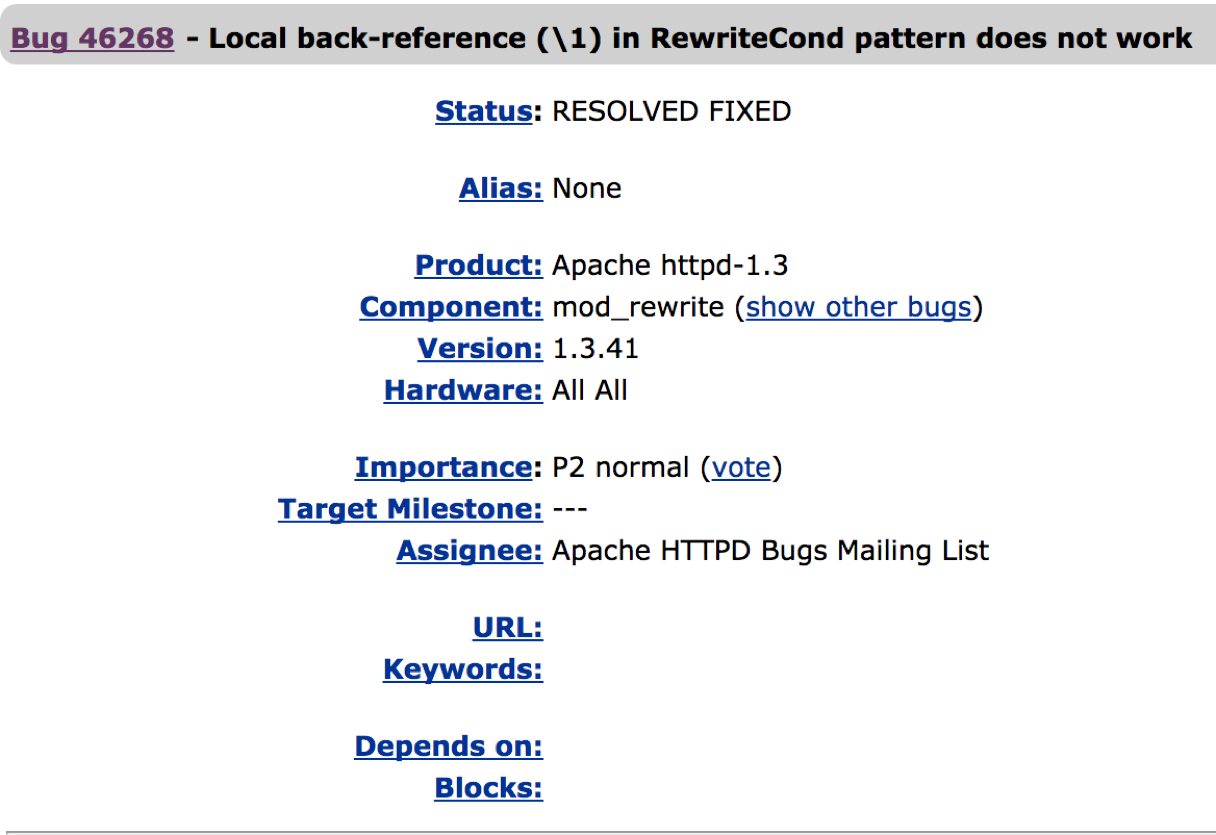 Bug 46268 - Local back-reference (\1) in RewriteCond pattern does not work
Status: RESOLVED FIXED
Alias: None
Product: Apache httpd-1.3
Component: mod_rewrite (show other bugs)
Version: 1.3.41
Hardware: All All
Importance: P2 normal (vote)
Target Milestone: ---
Assignee: Apache HTTPD Bugs Mailing List
URL:
Keywords:
Depends on:
Blocks: